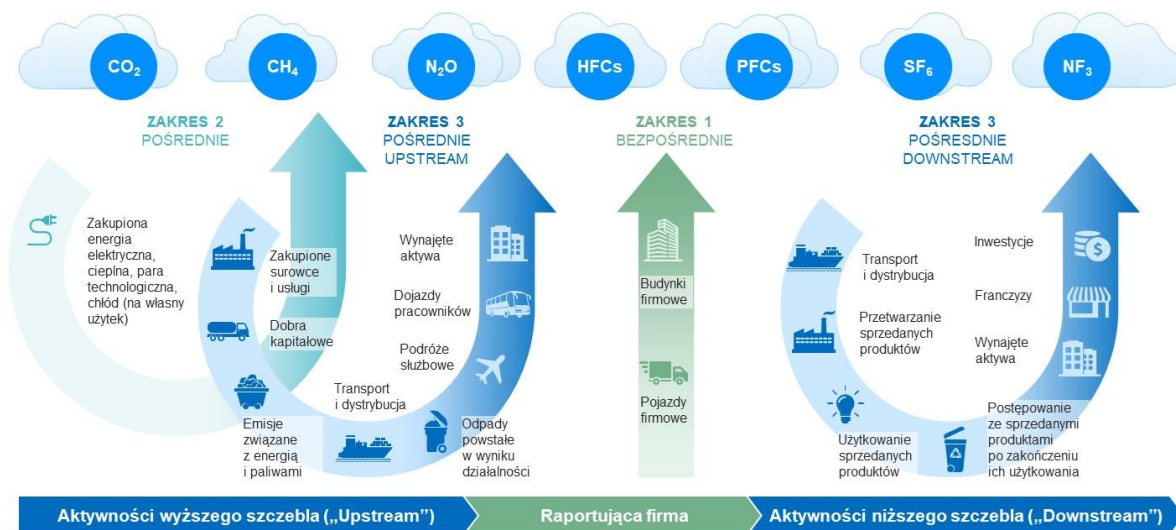 CO₂
CH₄
N₂O
HFCs
PFCs
SF₆
NF₃
ZAKRES 2
POŚREDNIE
ZAKRES 3
POŚREDNIE
UPSTREAM
ZAKRES 1
BEZPOŚREDNIE
ZAKRES 3
POŚRESDNIE
DOWNSTREAM
Zakupiona
energia
elektryczna,
cieplna, para
technologiczna,
chłód (na własny
użytek)
Zakupione
surowce
i usługi
Dobra
kapitałowe
Emisje
związane
z energią
i paliwami
Transport
i dystrybucja
Odpady
powstałe
w wyniku
działalności
Podróże
służbowe
Dojazdy
pracowników
Wynajęte
aktywa
Budynki
firmowe
Pojazdy
firmowe
Transport
i dystrybucja
Przetwarzanie
sprzedanych
produktów
Użytkowanie
sprzedanych
produktów
Postępowanie
ze sprzedanymi
produktami
po zakończeniu
ich użytkowania
Wynajęte
aktywa
Franczyzy
Inwestycje
$
Aktywności wyższego szczebla („Upstream”)
Raportująca firma
Aktywności niższego szczebla („Downstream”)